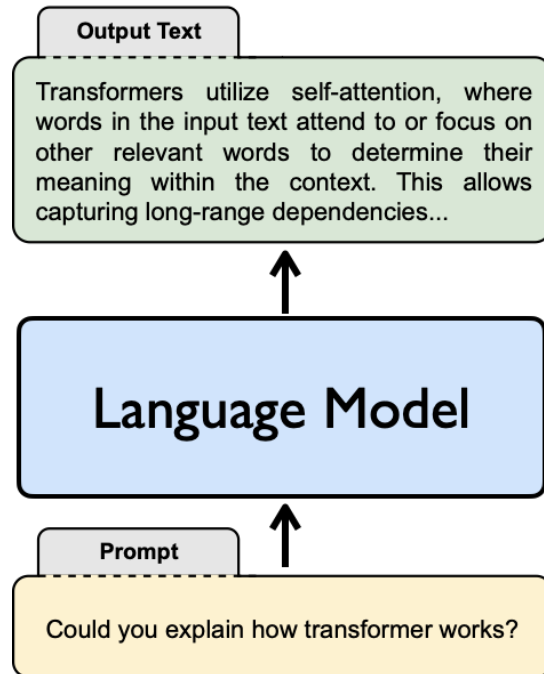 Output Text
Transformers utilize self-attention, where
words in the input text attend to or focus on
other relevant words to determine their
meaning within the context. This allows
capturing long-range dependencies...
Language Model
Prompt
Could you explain how transformer works?